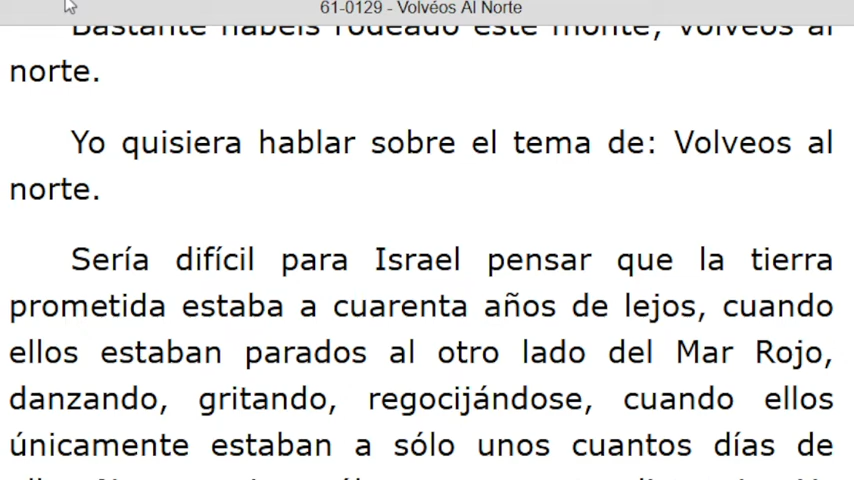 61-0129 - Volvéos Al Norte
Bastante habéis rodeado este monte; volveos al
norte.
Yo quisiera hablar sobre el tema de: Volveos al
norte.
Sería difícil para Israel pensar que la tierra
prometida estaba a cuarenta años de lejos, cuando
ellos estaban parados al otro lado del Mar Rojo,
danzando, gritando, regocijándose, cuando ellos
únicamente estaban a sólo unos cuantos días de